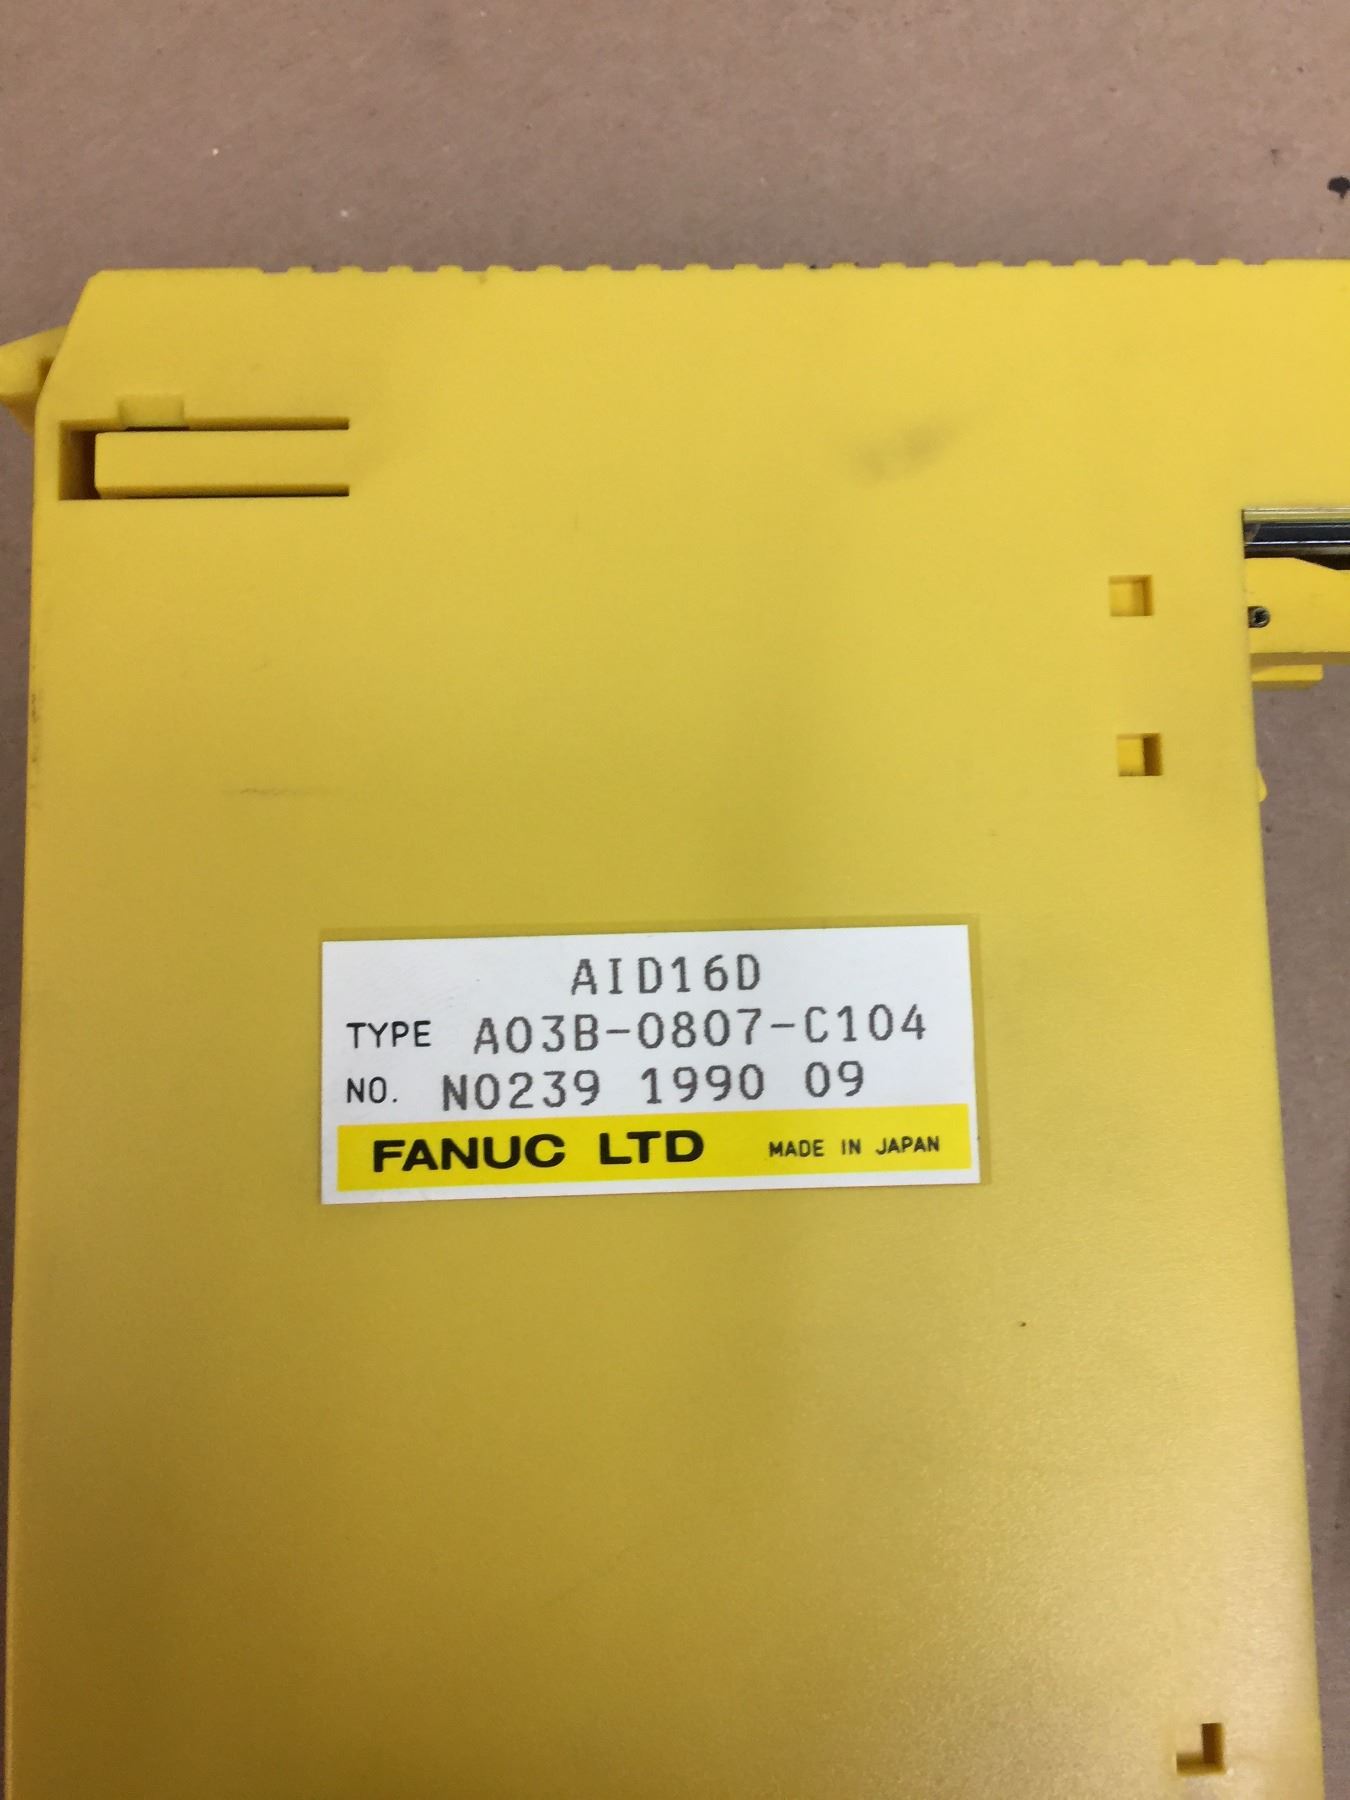 AID16D
TYPE A03B-0807-C104
NO. N0239 1990 09
FANUC LTD MADE IN JAPAN